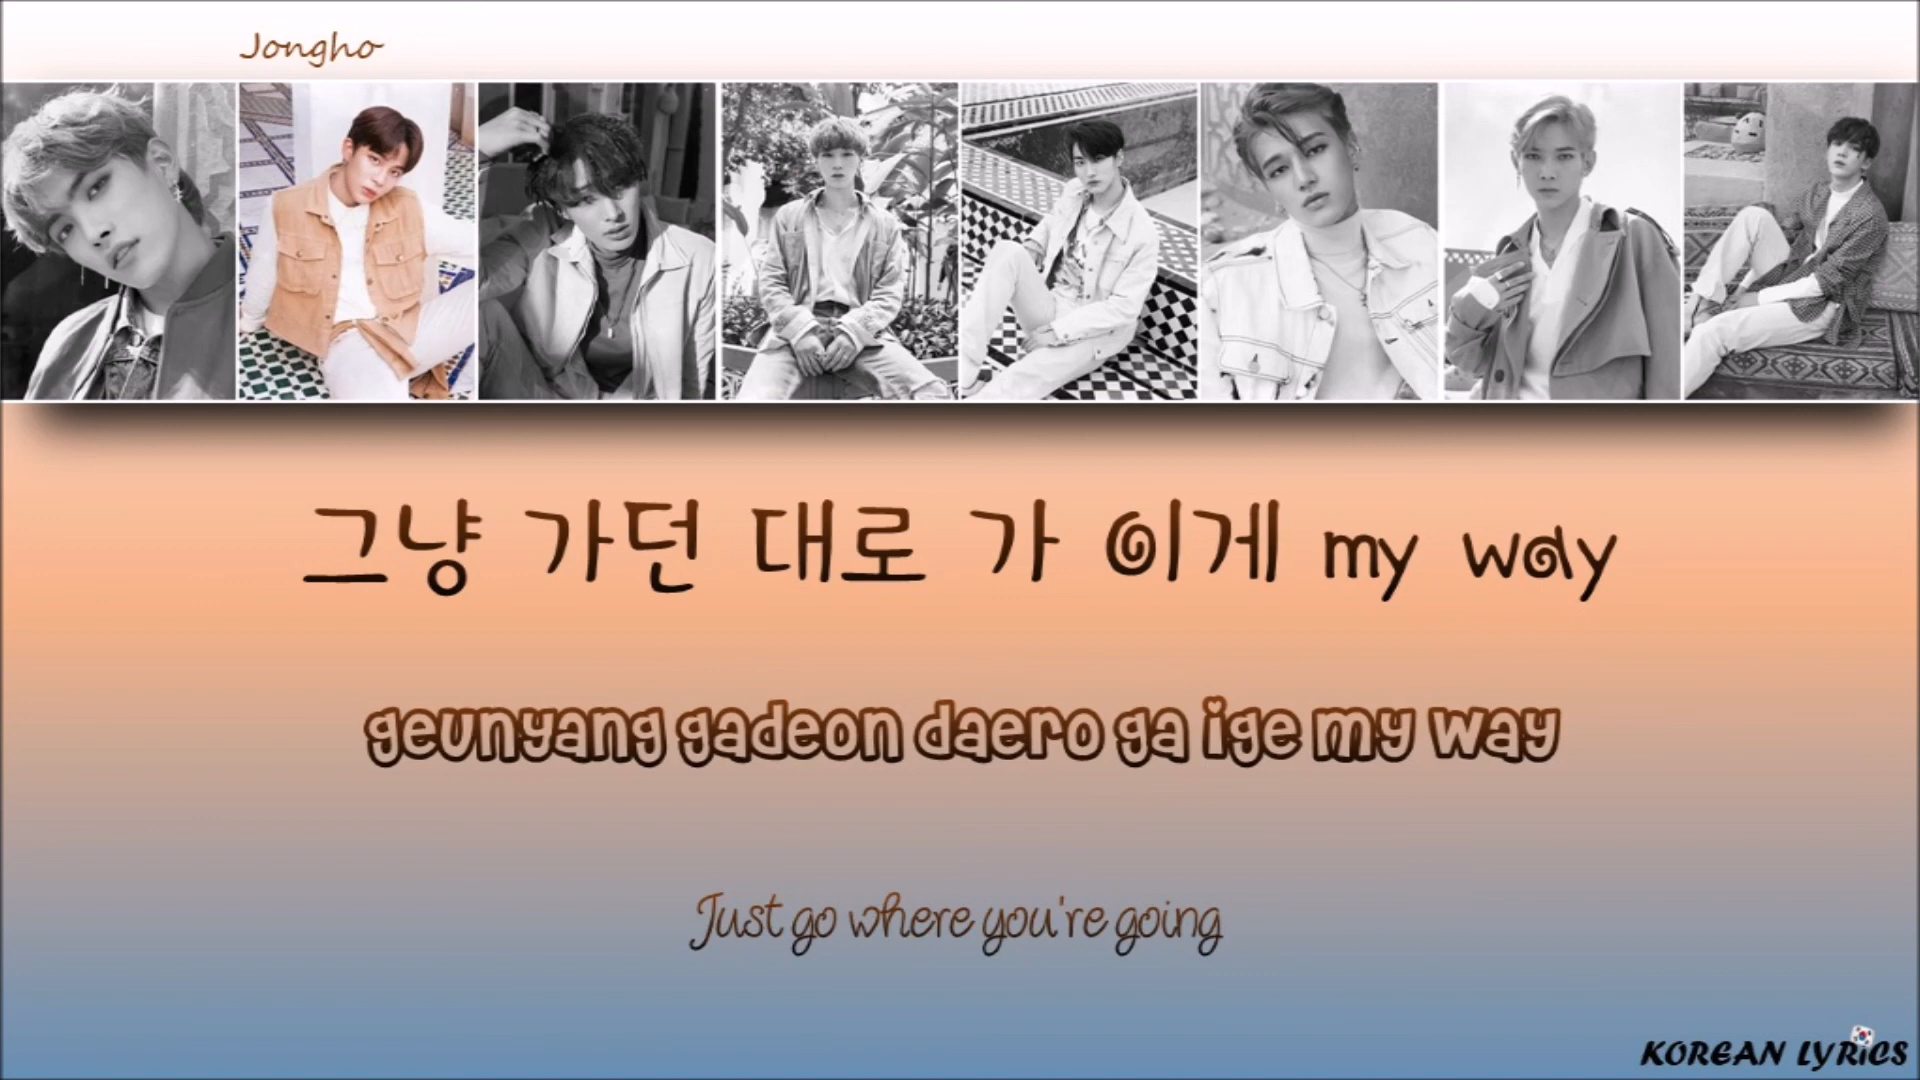 Jongho
그냥 가던 대로 가 이게 my way
geunyang gadeon daero ga ige my way
Just go where you're going
KOREAN LYRiCS